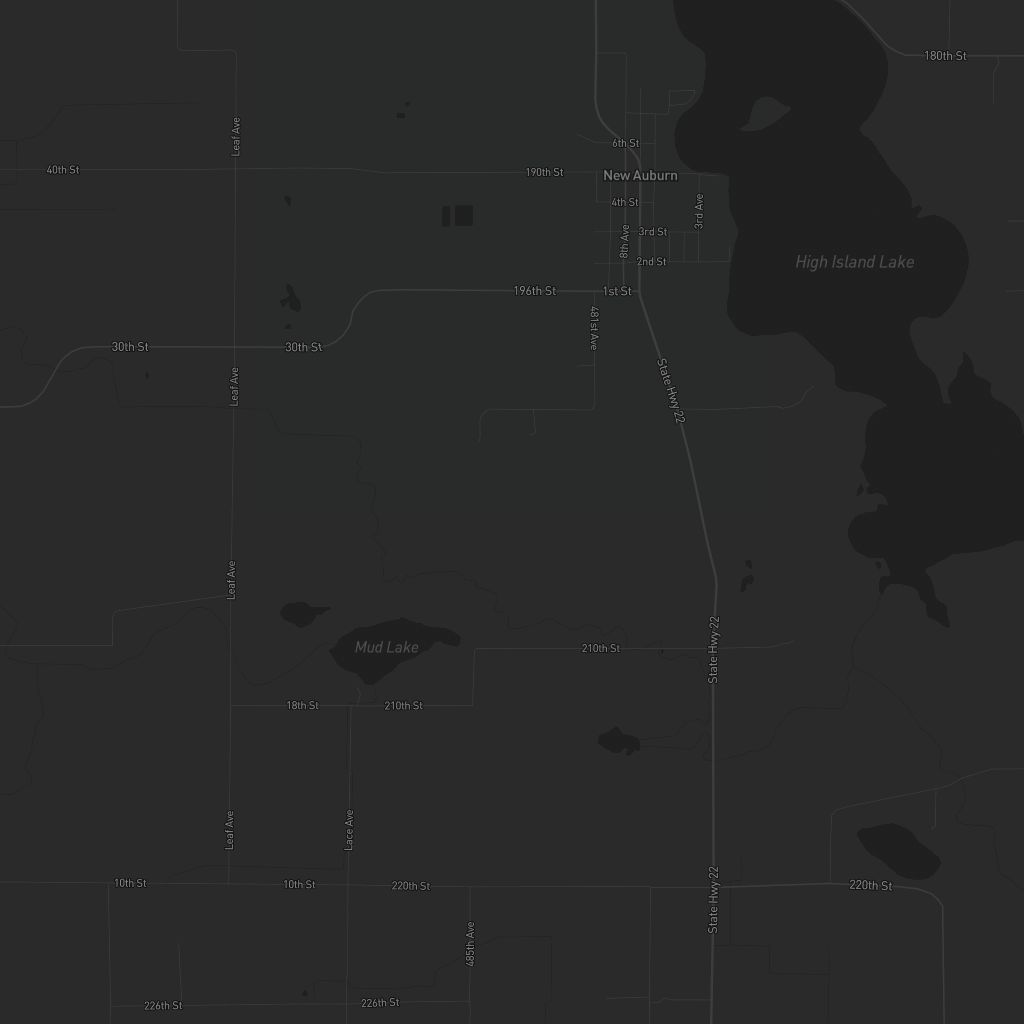 180th St
Leaf Ave
6th St
40th St
190th St
New Auburn
4th St
3rd Ave
3rd St
8th Ave
2nd St
High Island Lake
196th St
1st St
481st Ave
30th St
30th St
Leaf Ave
State Hwy 22
Leaf Ave
Mud Lake
210th St
State Hwy 22
18th St
210th St
Leaf Ave
Lace Ave
10th St
10th St
220th St
State Hwy 22
220th St
485th Ave
226th St
226th St